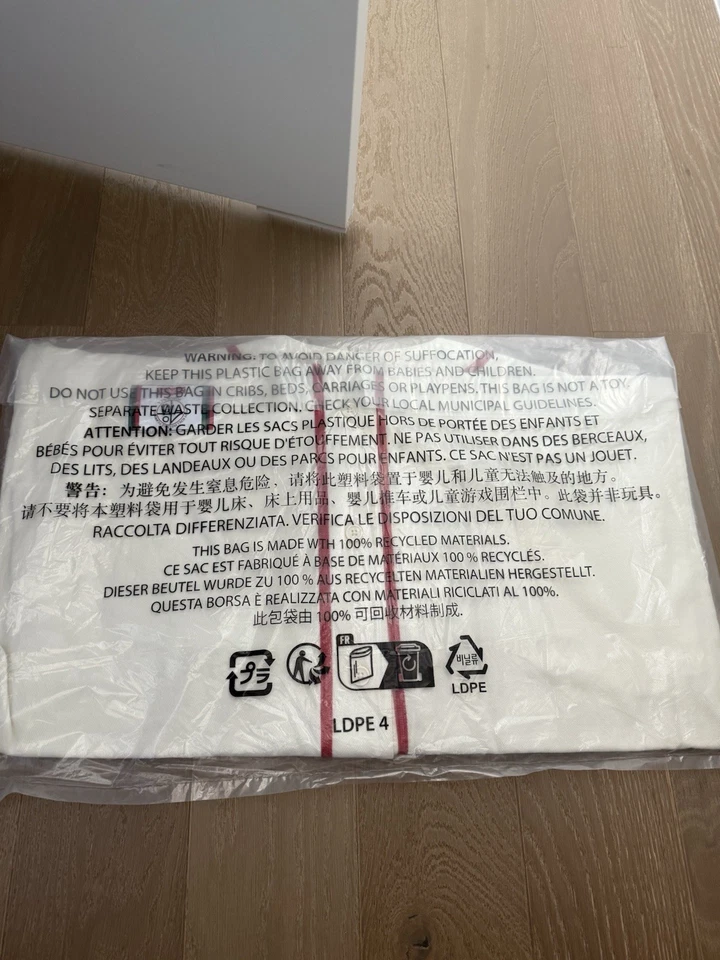 WARNING: TO AVOID DANGER OF SUFFOCATION,
KEEP THIS PLASTIC BAG AWAY FROM BABIES AND CHILDREN.
DO NOT USE THIS BAG IN CRIBS, BEDS, CARRIAGES OR PLAYPENS. THIS BAG IS NOT A TOY.
SEPARATE WASTE COLLECTION. CHECK YOUR LOCAL MUNICIPAL GUIDELINES.
ATTENTION: GARDER LES SACS PLASTIQUE HORS DE PORTÉE DES ENFANTS ET
BÉBÉS POUR ÉVITER TOUT RISQUE D'ÉTOUFFEMENT. NE PAS UTILISER DANS DES BERCEAUX,
DES LITS, DES LANDEAUX OU DES PARCS POUR ENFANTS. CE SAC N'EST PAS UN JOUET.
警告: 为避免发生窒息危险，请将此塑料袋置于婴儿和儿童无法触及的地方。
请不要将本塑料袋用于婴儿床、床上用品、婴儿推车或儿童游戏围栏中。此袋并非玩具。
RACCOLTA DIFFERENZIATA. VERIFICA LE DISPOSIZIONI DEL TUO COMUNE.
THIS BAG IS MADE WTH 100% RECYCLED MATERIALS.
CE SAC EST FABRIQUÉ À BASE DE MATÉRIAUX 100 % RECYCLÉS.
DIESER BEUTEL WURDE ZU 100 % AUS RECYCELTEN MATERIALIEN HERGESTELLT.
QUESTA BORSA È REALIZZATA CON MATERIALI RICICLATI AL 100%.
此包袋由 100% 可回收材料制成.
FR
プラ
비닐류
LDPE
LDPE 4